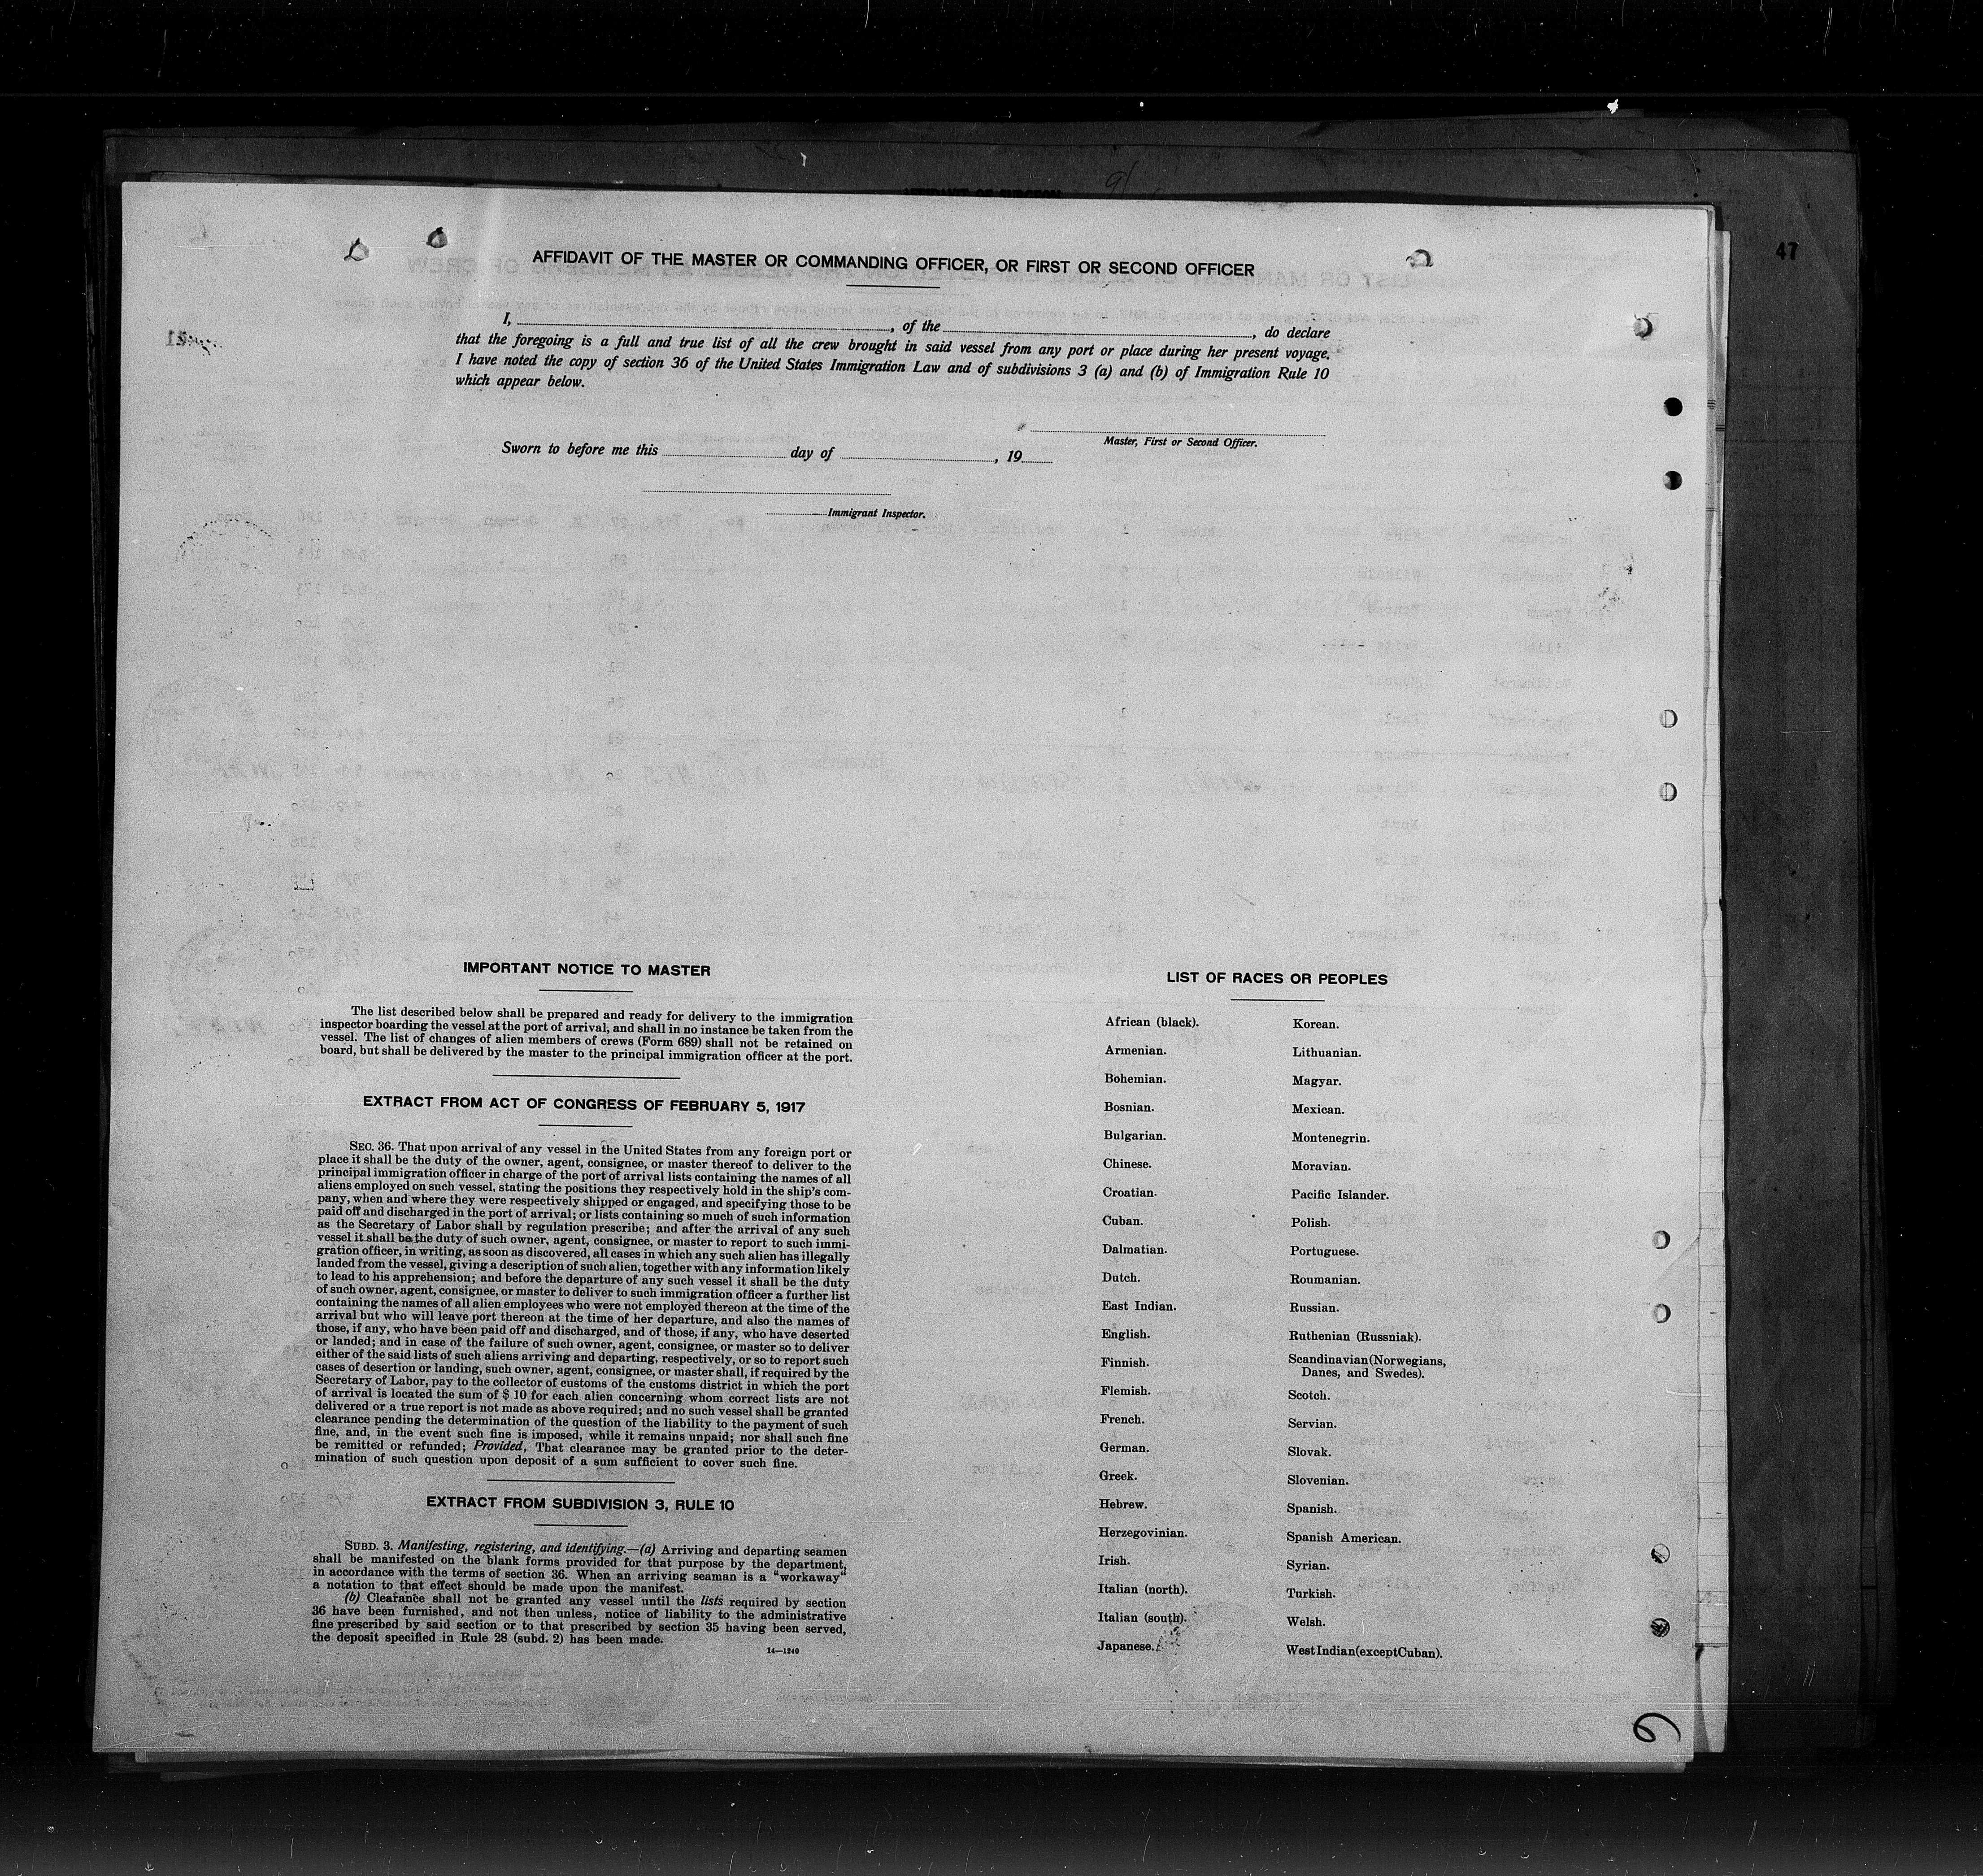 47
AFFIDAVIT OF THE MASTER OR COMMANDING OFFICER, OR FIRST OR SECOND OFFICER
I, , of the , do declare
that the foregoing is a full and true list of all the crew brought in said vessel from any port or place during her present voyage.
I have noted the copy of section 36 of the United States Immigration Law and of subdivisions 3 (a) and (b) of Immigration Rule 10
which appear below.
Master, First or Second Officer.
Sworn to before me this day of , 19
Immigrant Inspector.
IMPORTANT NOTICE TO MASTER
The list described below shall be prepared and ready for delivery to the immigration
inspector boarding the vessel at the port of arrival, and shall in no instance be taken from the
vessel. The list of changes of alien members of crews (Form 689) shall not be retained on
board, but shall be delivered by the master to the principal immigration officer at the port.
EXTRACT FROM ACT OF CONGRESS OF FEBRUARY 5, 1917
SEC. 36. That upon arrival of any vessel in the United States from any foreign port or
place it shall be the duty of the owner, agent, consignee, or master thereof to deliver to the
principal immigration officer in charge of the port of arrival lists containing the names of all
aliens employed on such vessel, stating the positions they respectively hold in the ship's com-
pany, when and where they were respectively shipped or engaged, and specifying those to be
paid off and discharged in the port of arrival; or lists containing so much of such information
as the Secretary of Labor shall by regulation prescribe; and after the arrival of any such
vessel it shall be the duty of such owner, agent, consignee, or master to report to such immi-
gration officer, in writing, as soon as discovered, all cases in which any such alien has illegally
landed from the vessel, giving a description of such alien, together with any information likely
to lead to his apprehension; and before the departure of any such vessel it shall be the duty
of such owner, agent, consignee, or master to deliver to such immigration officer a further list
containing the names of all alien employees who were not employed thereon at the time of the
arrival but who will leave port thereon at the time of her departure, and also the names of
those, if any, who have been paid off and discharged, and of those, if any, who have deserted
or landed; and in case of the failure of such owner, agent, consignee, or master so to deliver
either of the said lists of such aliens arriving and departing, respectively, or so to report such
cases of desertion or landing, such owner, agent, consignee, or master shall, if required by the
Secretary of Labor, pay to the collector of customs of the customs district in which the port
of arrival is located the sum of $ 10 for each alien concerning whom correct lists are not
delivered or a true report is not made as above required; and no such vessel shall be granted
clearance pending the determination of the question of the liability to the payment of such
fine, and, in the event such fine is imposed, while it remains unpaid; nor shall such fine
be remitted or refunded; Provided, That clearance may be granted prior to the deter-
mination of such question upon deposit of a sum sufficient to cover such fine.
EXTRACT FROM SUBDIVISION 3, RULE 10
SUBD. 3. Manifesting, registering, and identifying.—(a) Arriving and departing seamen
shall be manifested on the blank forms provided for that purpose by the department,
in accordance with the terms of section 36. When an arriving seaman is a "workaway"
a notation to that effect should be made upon the manifest.
(b) Clearance shall not be granted any vessel until the lists required by section
36 have been furnished, and not then unless, notice of liability to the administrative
fine prescribed by said section or to that prescribed by section 35 having been served,
the deposit specified in Rule 28 (subd. 2) has been made.
14—1240
LIST OF RACES OR PEOPLES
African (black).
Armenian.
Bohemian.
Bosnian.
Bulgarian.
Chinese.
Croatian.
Cuban.
Dalmatian.
Dutch.
East Indian.
English.
Finnish.
Flemish.
French.
German.
Greek.
Hebrew.
Herzegovinian.
Irish.
Italian (north).
Italian (south).
Japanese.
Korean.
Lithuanian.
Magyar.
Mexican.
Montenegrin.
Moravian.
Pacific Islander.
Polish.
Portuguese.
Roumanian.
Russian.
Ruthenian (Russniak).
Scandinavian (Norwegians,
Danes, and Swedes).
Scotch.
Servian.
Slovak.
Slovenian.
Spanish.
Spanish American.
Syrian.
Turkish.
Welsh.
West Indian (except Cuban).